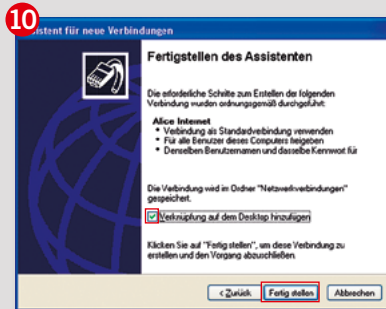 10
istent für neue Verbindungen
Fertigstellen des Assistenten
Die erforderliche Schritte zum Erstellen der folgenden
Verbindung wurden ordnungsgemäß durchgeführt:
Alice Internet
• Verbindung als Standardverbindung verwenden
• Für alle Benutzer dieses Computers freigeben
• Denselben Benutzernamen und dasselbe Kennwort für
Die Verbindung wird im Ordner "Netzwerkverbindungen"
gespeichert.
Verknüpfung auf dem Desktop hinzufügen
Klicken Sie auf "Fertig stellen", um diese Verbindung zu
erstellen und den Vorgang abzuschließen.
< Zurück Fertig stellen Abbrechen